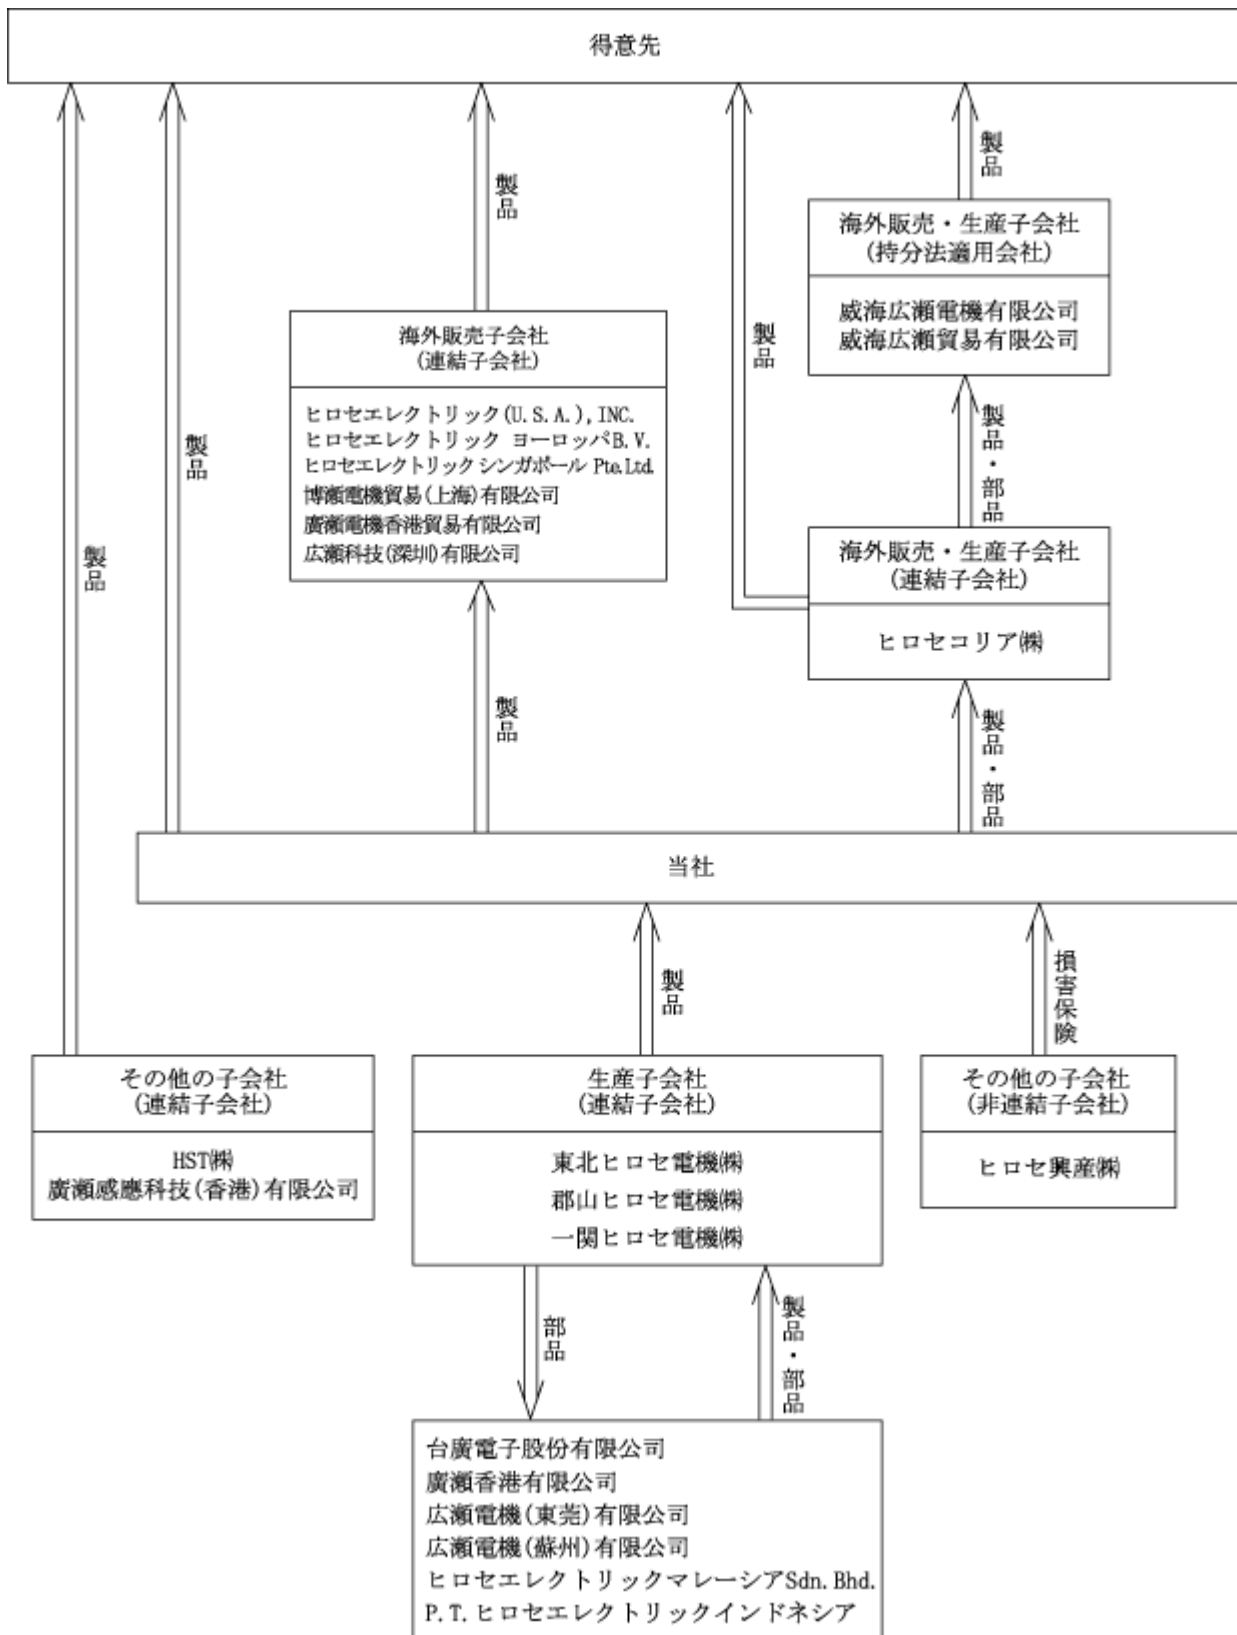 得意先
製品
製品
製品
製品
製品
海外販売・生産子会社
(持分法適用会社)
威海広瀬電機有限公司
威海広瀬貿易有限公司
海外販売子会社
(連結子会社)
ヒロセエレクトリック(U.S.A.),INC.
ヒロセエレクトリック ヨーロッパB.V.
ヒロセエレクトリックシンガポール Pte.Ltd.
博瀬電機貿易(上海)有限公司
廣瀬電機香港貿易有限公司
広瀬科技(深圳)有限公司
製品・部品
海外販売・生産子会社
(連結子会社)
ヒロセコリア㈱
製品
製品・部品
当社
製品
損害保険
その他の子会社
(連結子会社)
HST㈱
廣瀬感應科技(香港)有限公司
生産子会社
(連結子会社)
東北ヒロセ電機㈱
郡山ヒロセ電機㈱
一関ヒロセ電機㈱
その他の子会社
(非連結子会社)
ヒロセ興産㈱
部品
製品・部品
台廣電子股份有限公司
廣瀬香港有限公司
広瀬電機(東莞)有限公司
広瀬電機(蘇州)有限公司
ヒロセエレクトリックマレーシアSdn.Bhd.
P.T.ヒロセエレクトリックインドネシア